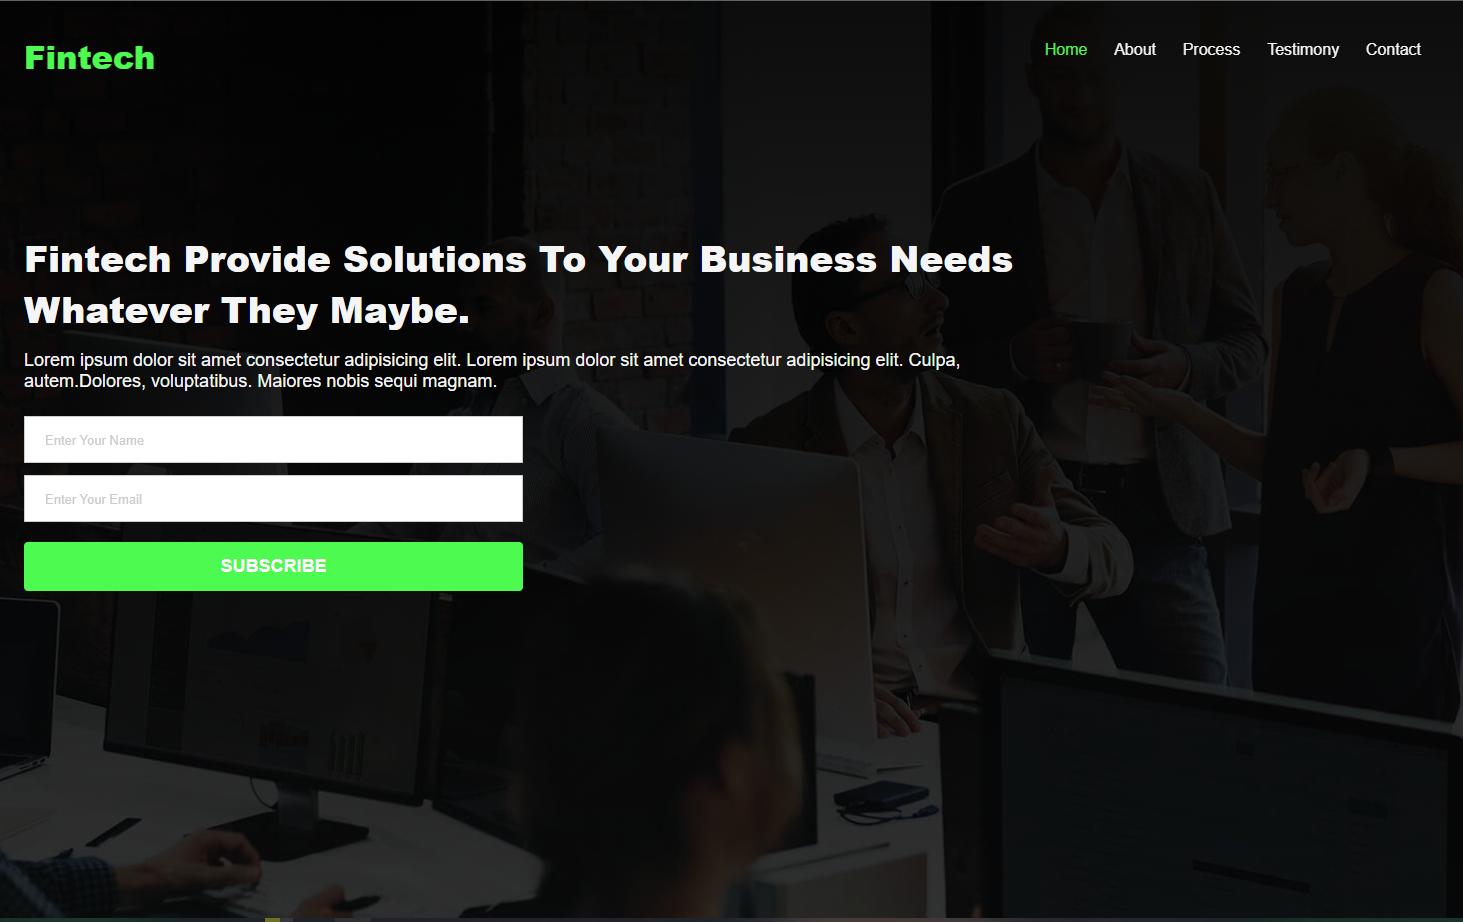 Fintech
Home About Process Testimony Contact
Fintech Provide Solutions To Your Business Needs
Whatever They Maybe.
Lorem ipsum dolor sit amet consectetur adipisicing elit. Lorem ipsum dolor sit amet consectetur adipisicing elit. Culpa,
autem.Dolores, voluptatibus. Maiores nobis sequi magnam.
Enter Your Name
Enter Your Email
SUBSCRIBE